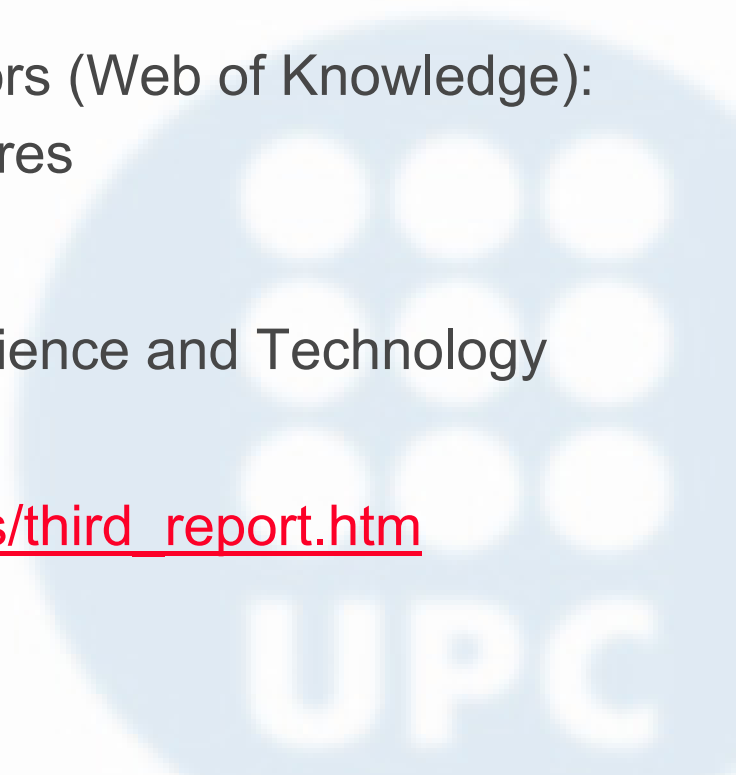 ors (Web of Knowledge):
res
ience and Technology
s/third_report.htm
UPC